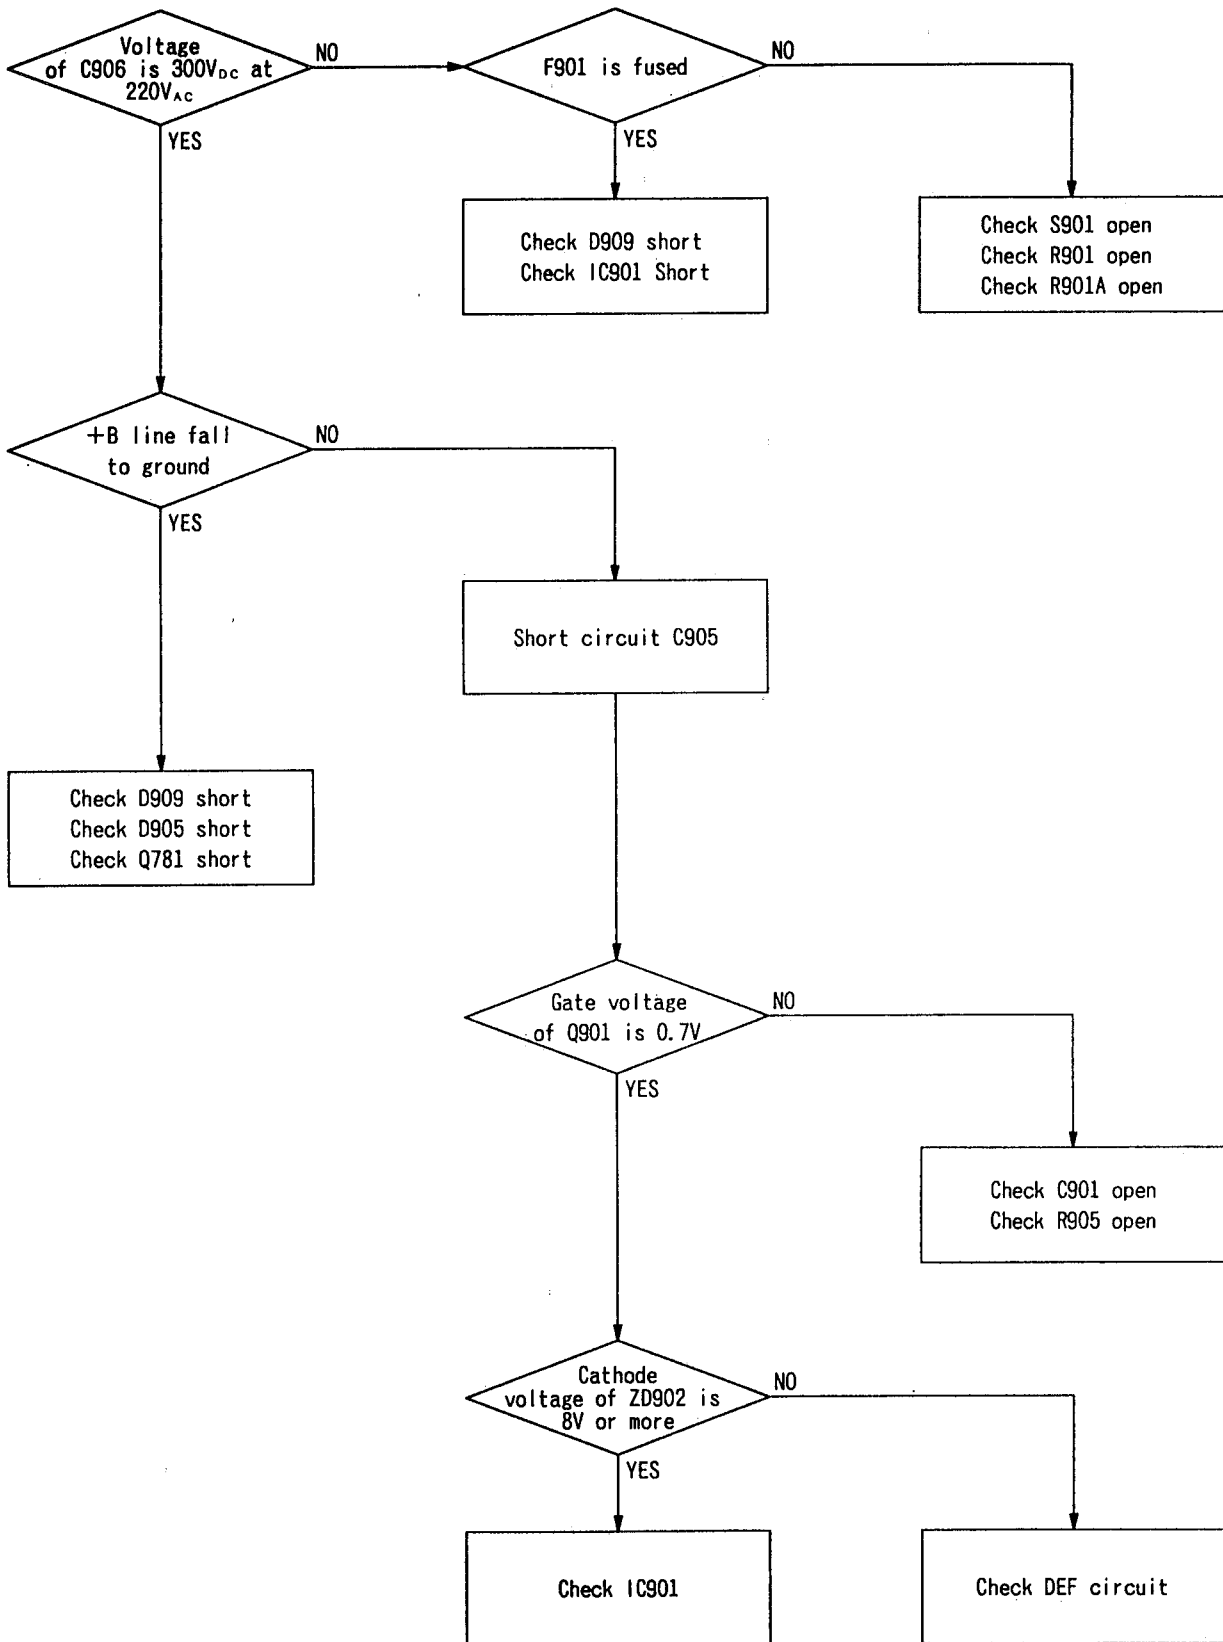 Voltage
of C906 is 300VDC at
220VAC
NO
YES
F901 is fused
NO
YES
Check D909 short
Check IC901 Short
Check S901 open
Check R901 open
Check R901A open
+B line fall
to ground
NO
YES
Short circuit C905
Check D909 short
Check D905 short
Check Q781 short
Gate voltage
of Q901 is 0.7V
NO
YES
Check C901 open
Check R905 open
Cathode
voltage of ZD902 is
8V or more
NO
YES
Check IC901
Check DEF circuit